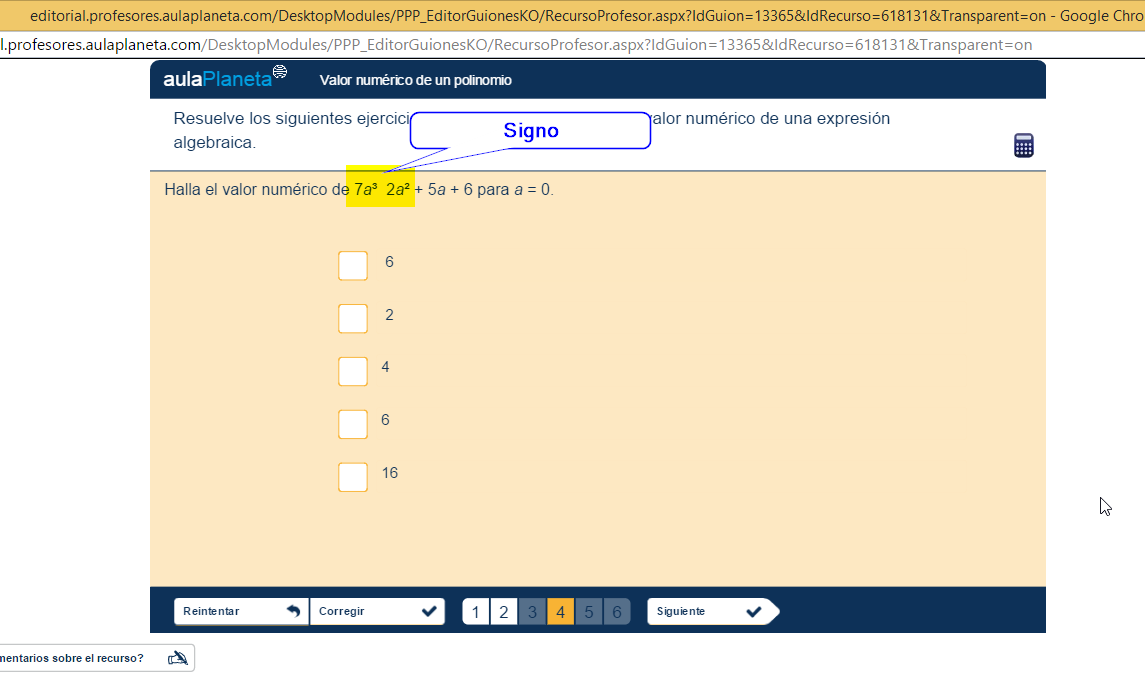 editorial.profesores.aulaplaneta.com/DesktopModules/PPP_EditorGuionesKO/RecursoProfesor.aspx?IdGuion=13365&IdRecurso=618131&Transparent=on - Google Chro
l.profesores.aulaplaneta.com/DesktopModules/PPP_EditorGuionesKO/RecursoProfesor.aspx?IdGuion=13365&IdRecurso=618131&Transparent=on
aulaPlaneta Valor numérico de un polinomio
Resuelve los siguientes ejercici alor numérico de una expresión
Signo
algebraica.
Halla el valor numérico de 7a³ 2a² + 5a + 6 para a = 0.
6
2
4
6
16
Reintentar Corregir 1 2 3 4 5 6 Siguiente
mentarios sobre el recurso?